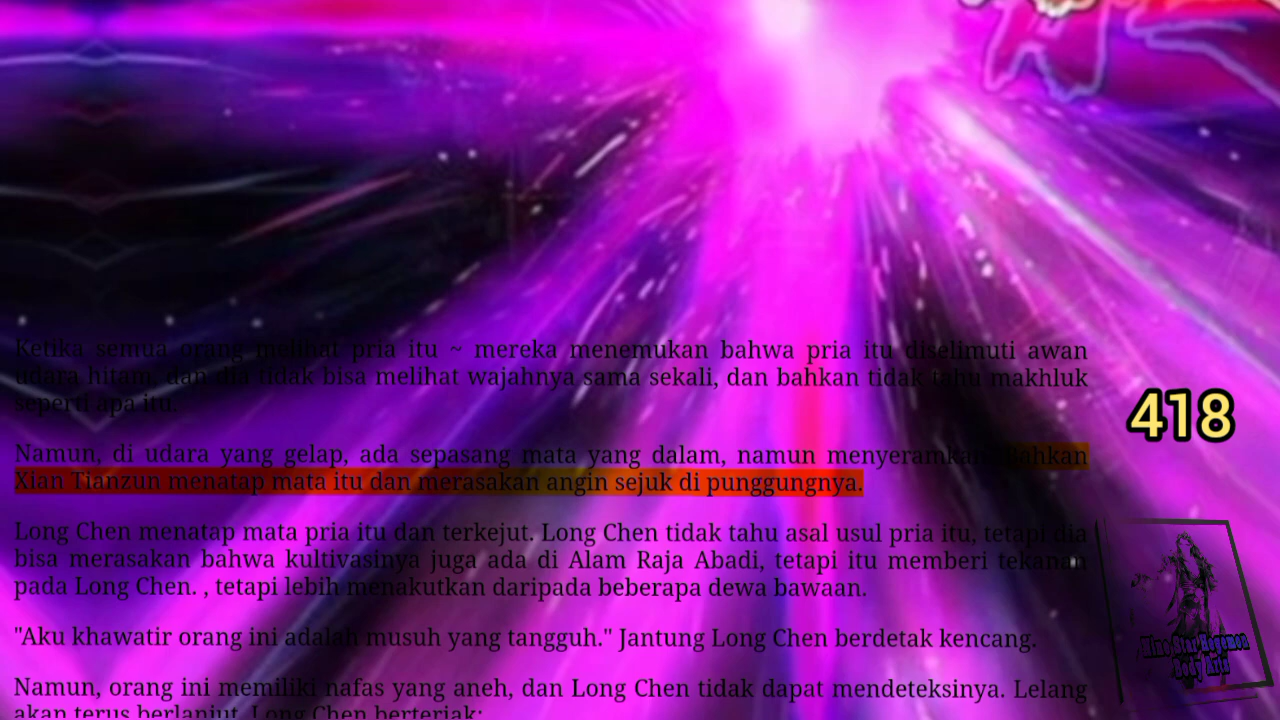 Ketika semua orang melihat pria itu ~ mereka menemukan bahwa pria itu diselimuti awan
udara hitam, dan dia tidak bisa melihat wajahnya sama sekali, dan bahkan tidak tahu makhluk
seperti apa itu.
Namun, di udara yang gelap, ada sepasang mata yang dalam, namun menyeramkan. Bahkan
Xian Tianzun menatap mata itu dan merasakan angin sejuk di punggungnya.
418
Long Chen menatap mata pria itu dan terkejut. Long Chen tidak tahu asal usul pria itu, tetapi dia
bisa merasakan bahwa kultivasinya juga ada di Alam Raja Abadi, tetapi itu memberi tekanan
pada Long Chen. , tetapi lebih menakutkan daripada beberapa dewa bawaan.
"Aku khawatir orang ini adalah musuh yang tangguh." Jantung Long Chen berdetak kencang.
Nine Star Hegemon
Body Arts
Namun, orang ini memiliki nafas yang aneh, dan Long Chen tidak dapat mendeteksinya. Lelang
akan terus berlanjut. Long Chen berteriak: